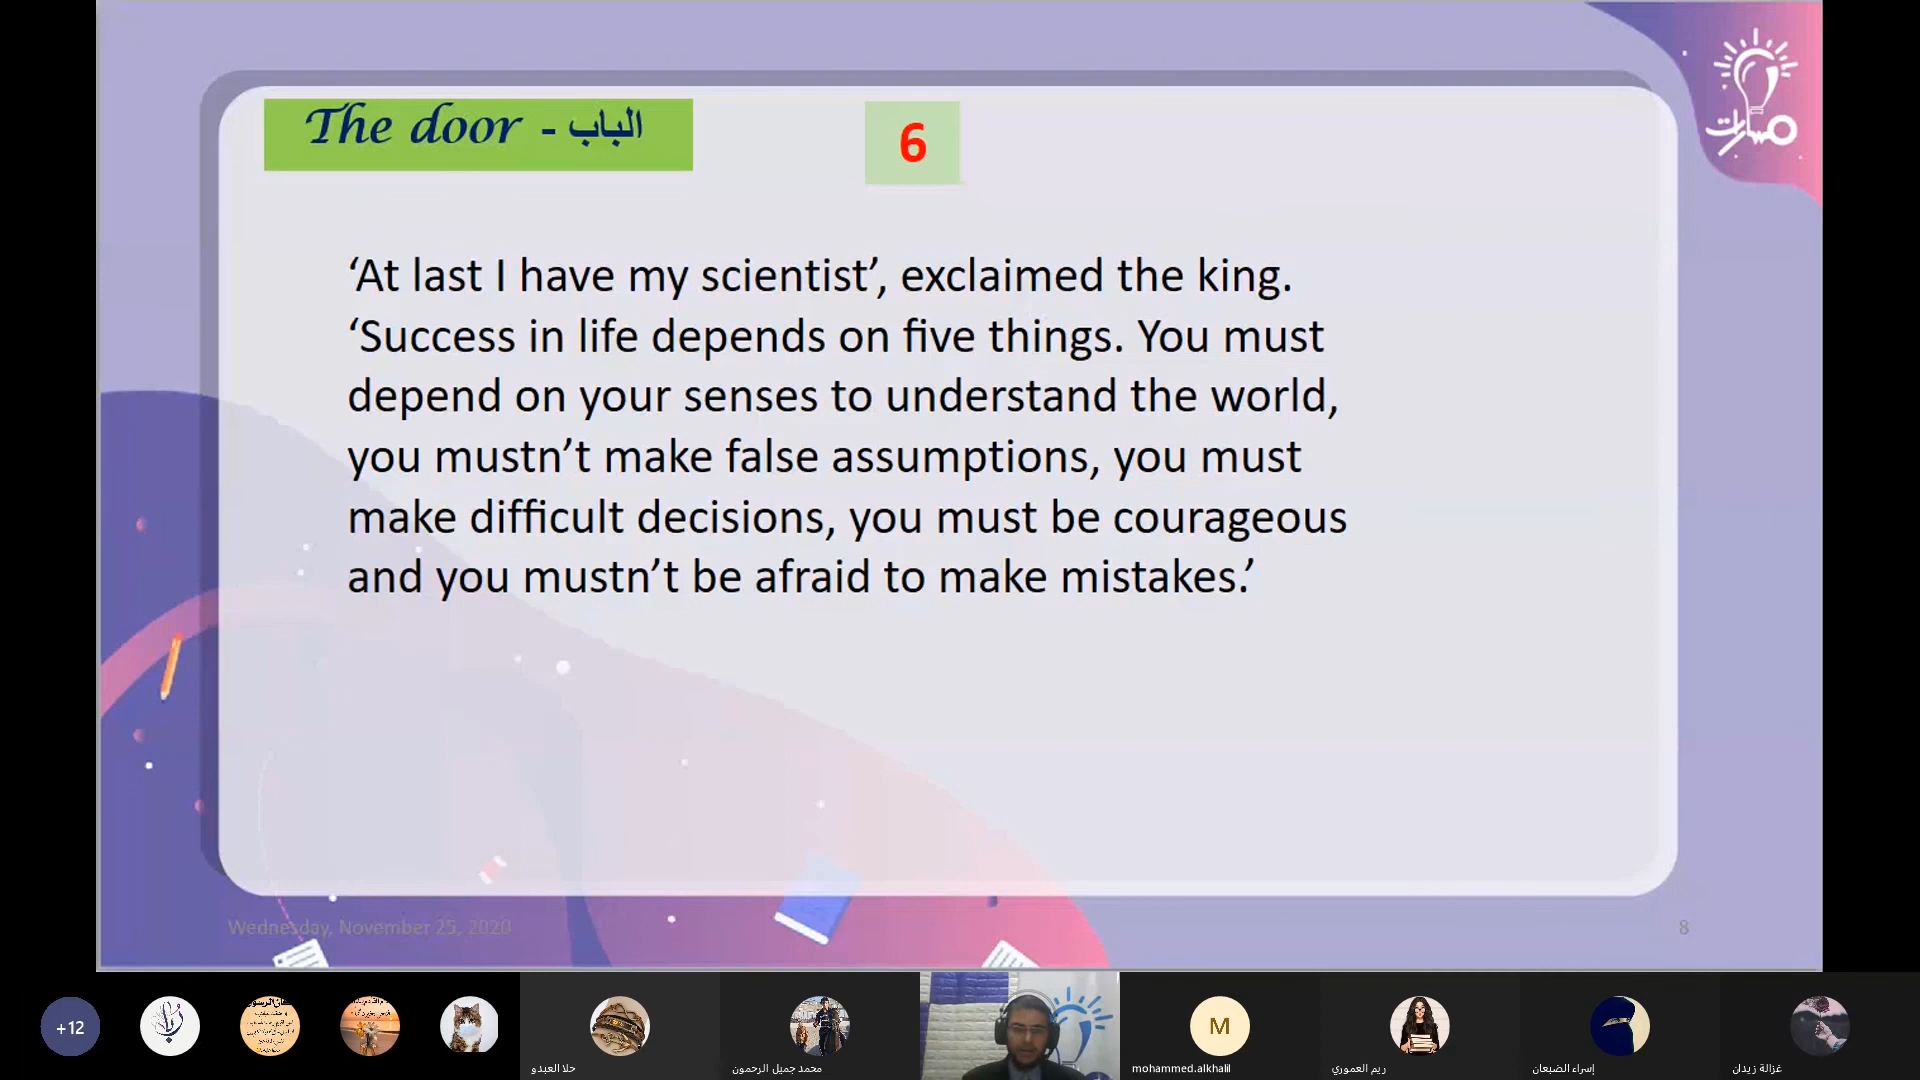 The door - الباب
6
مسارات
‘At last I have my scientist’, exclaimed the king.
‘Success in life depends on five things. You must
depend on your senses to understand the world,
you mustn’t make false assumptions, you must
make difficult decisions, you must be courageous
and you mustn’t be afraid to make mistakes.’
Wednesday, November 25, 2020
8
+12
حلا العبدو
محمد جميل الرحمون
M
mohammed.alkhalil
ريم العموري
إسراء الضبعان
غزالة زيدان